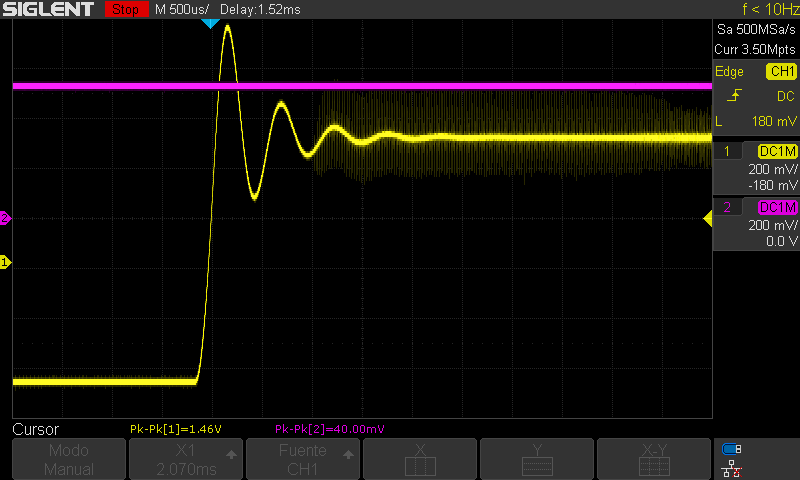 SIGLENT Stop M 500us/ Delay:1.52ms f < 10Hz
Sa 500MSa/s
Curr 3.50Mpts
Edge CH1
DC
L 180 mV
1 DC1M
200 mV/
-180 mV
2 DC1M
200 mV/
0.0 V
2
1
Cursor Pk-Pk[1]=1.46V Pk-Pk[2]=40.00mV
Modo
Manual
X1
2.070ms
Fuente
CH1
X
Y
X-Y